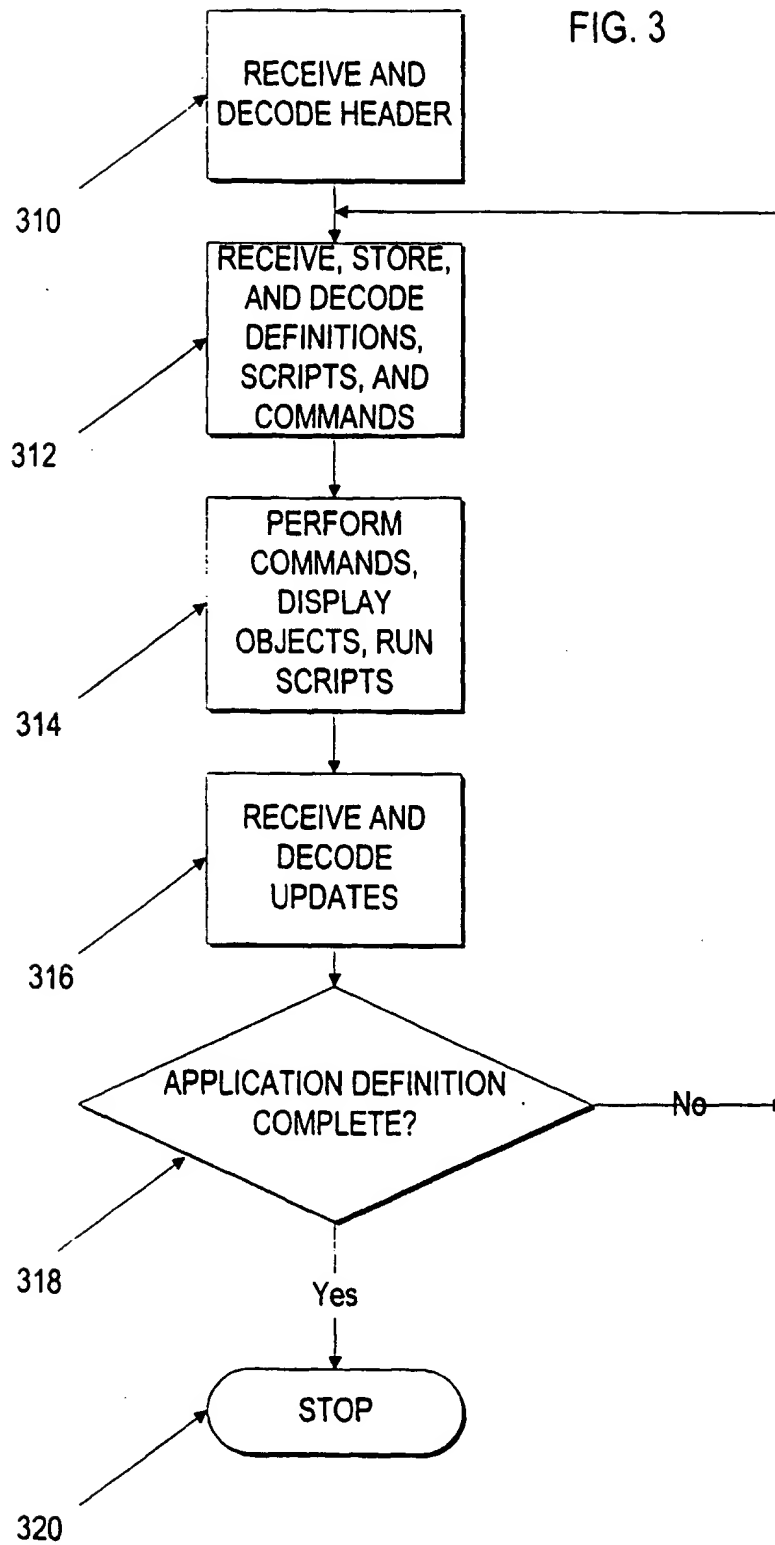 FIG. 3
RECEIVE AND
DECODE HEADER
310
RECEIVE, STORE,
AND DECODE
DEFINITIONS,
SCRIPTS, AND
COMMANDS
312
PERFORM
COMMANDS,
DISPLAY
OBJECTS, RUN
SCRIPTS
314
RECEIVE AND
DECODE
UPDATES
316
APPLICATION DEFINITION
COMPLETE?
No
318
Yes
STOP
320